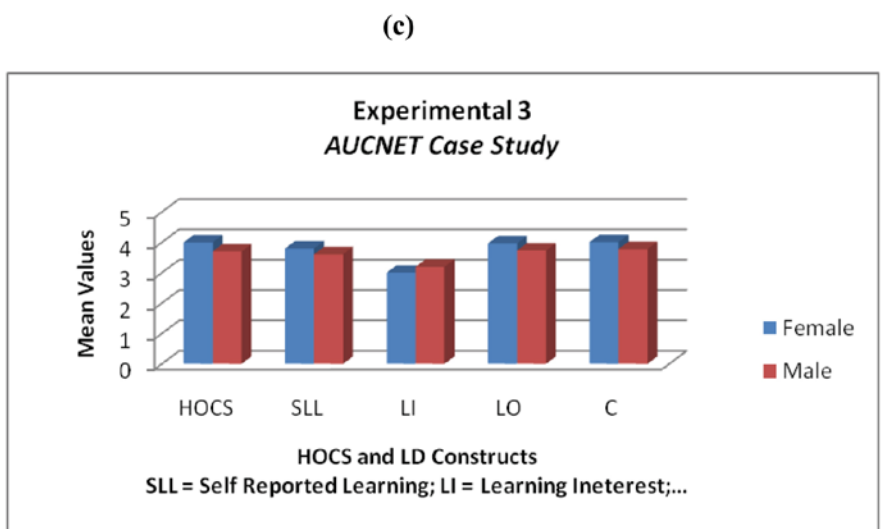 (c)
Experimental 3
AUCNET Case Study
5
4
3
2
1
0
Mean Values
HOCS SLL LI LO C
Female
Male
HOCS and LD Constructs
SLL = Self Reported Learning; LI = Learning Ineterest;...